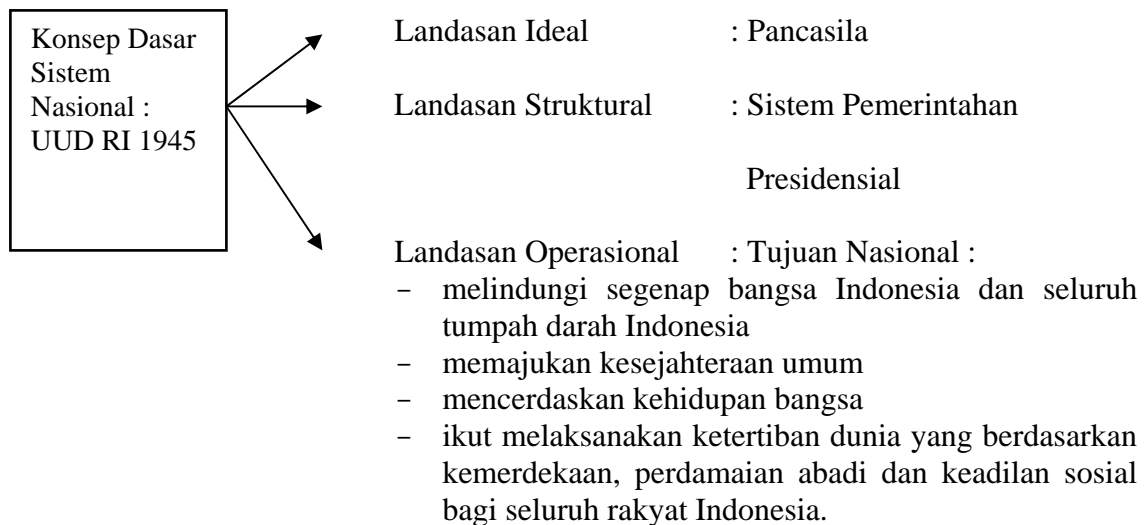 Konsep Dasar
Sistem
Nasional :
UUD RI 1945
Landasan Ideal : Pancasila
Landasan Struktural : Sistem Pemerintahan
Presidensial
Landasan Operasional : Tujuan Nasional :
- melindungi segenap bangsa Indonesia dan seluruh
tumpah darah Indonesia
- memajukan kesejahteraan umum
- mencerdaskan kehidupan bangsa
- ikut melaksanakan ketertiban dunia yang berdasarkan
kemerdekaan, perdamaian abadi dan keadilan sosial
bagi seluruh rakyat Indonesia.